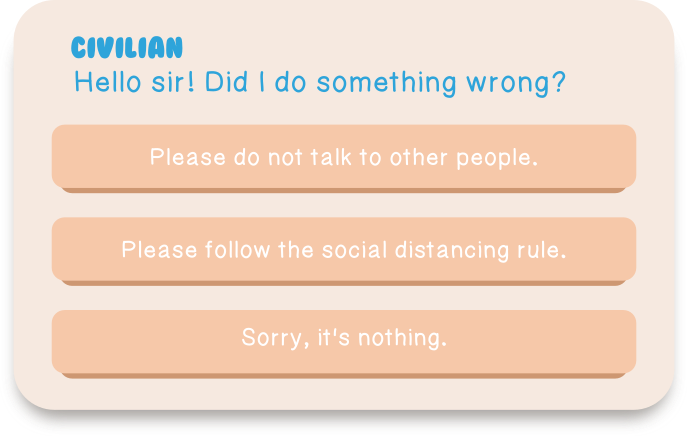 CIVILIAN
Hello sir! Did I do something wrong?
Please do not talk to other people.
Please follow the social distancing rule.
Sorry, it's nothing.